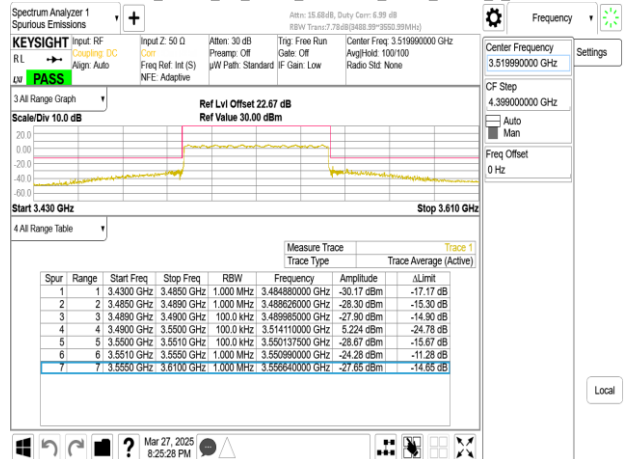 Spectrum Analyzer 1
Spurious Emissions
Attn: 15.68dB, Duty Corr: 6.99 dB
RBW Trans:7.78dB(3488.99~3550.99MHz)
Frequency
KEYSIGHT
Input: RF
Input Z: 50 Ω
Atten: 30 dB
Trig: Free Run
Center Freq: 3.519990000 GHz
RL
Coupling: DC
Corr
Preamp: Off
Gate: Off
Avg|Hold: 100/100
Align: Auto
Freq Ref: Int (S)
µW Path: Standard
IF Gain: Low
Radio Std: None
LXI
PASS
NFE: Adaptive
Center Frequency
3.519990000 GHz
Settings
CF Step
4.399000000 GHz
Auto
Man
Freq Offset
0 Hz
3 All Range Graph
Ref Lvl Offset 22.67 dB
Scale/Div 10.0 dB
Ref Value 30.00 dBm
20.0
0.00
-20.0
-40.0
-60.0
Start 3.430 GHz
Stop 3.610 GHz
4 All Range Table
Measure Trace Trace 1
Trace Type Trace Average (Active)
Spur Range Start Freq Stop Freq RBW Frequency Amplitude ΔLimit
1 1 3.4300 GHz 3.4850 GHz 1.000 MHz 3.484880000 GHz -30.17 dBm -17.17 dB
2 2 3.4850 GHz 3.4890 GHz 1.000 MHz 3.488626000 GHz -28.30 dBm -15.30 dB
3 3 3.4890 GHz 3.4900 GHz 100.0 kHz 3.489985000 GHz -27.90 dBm -14.90 dB
4 4 3.4900 GHz 3.5500 GHz 100.0 kHz 3.514110000 GHz 5.224 dBm -24.78 dB
5 5 3.5500 GHz 3.5510 GHz 100.0 kHz 3.550137500 GHz -28.67 dBm -15.67 dB
6 6 3.5510 GHz 3.5550 GHz 1.000 MHz 3.550990000 GHz -24.28 dBm -11.28 dB
7 7 3.5550 GHz 3.6100 GHz 1.000 MHz 3.556640000 GHz -27.65 dBm -14.65 dB
Local
?
Mar 27, 2025
8:25:28 PM